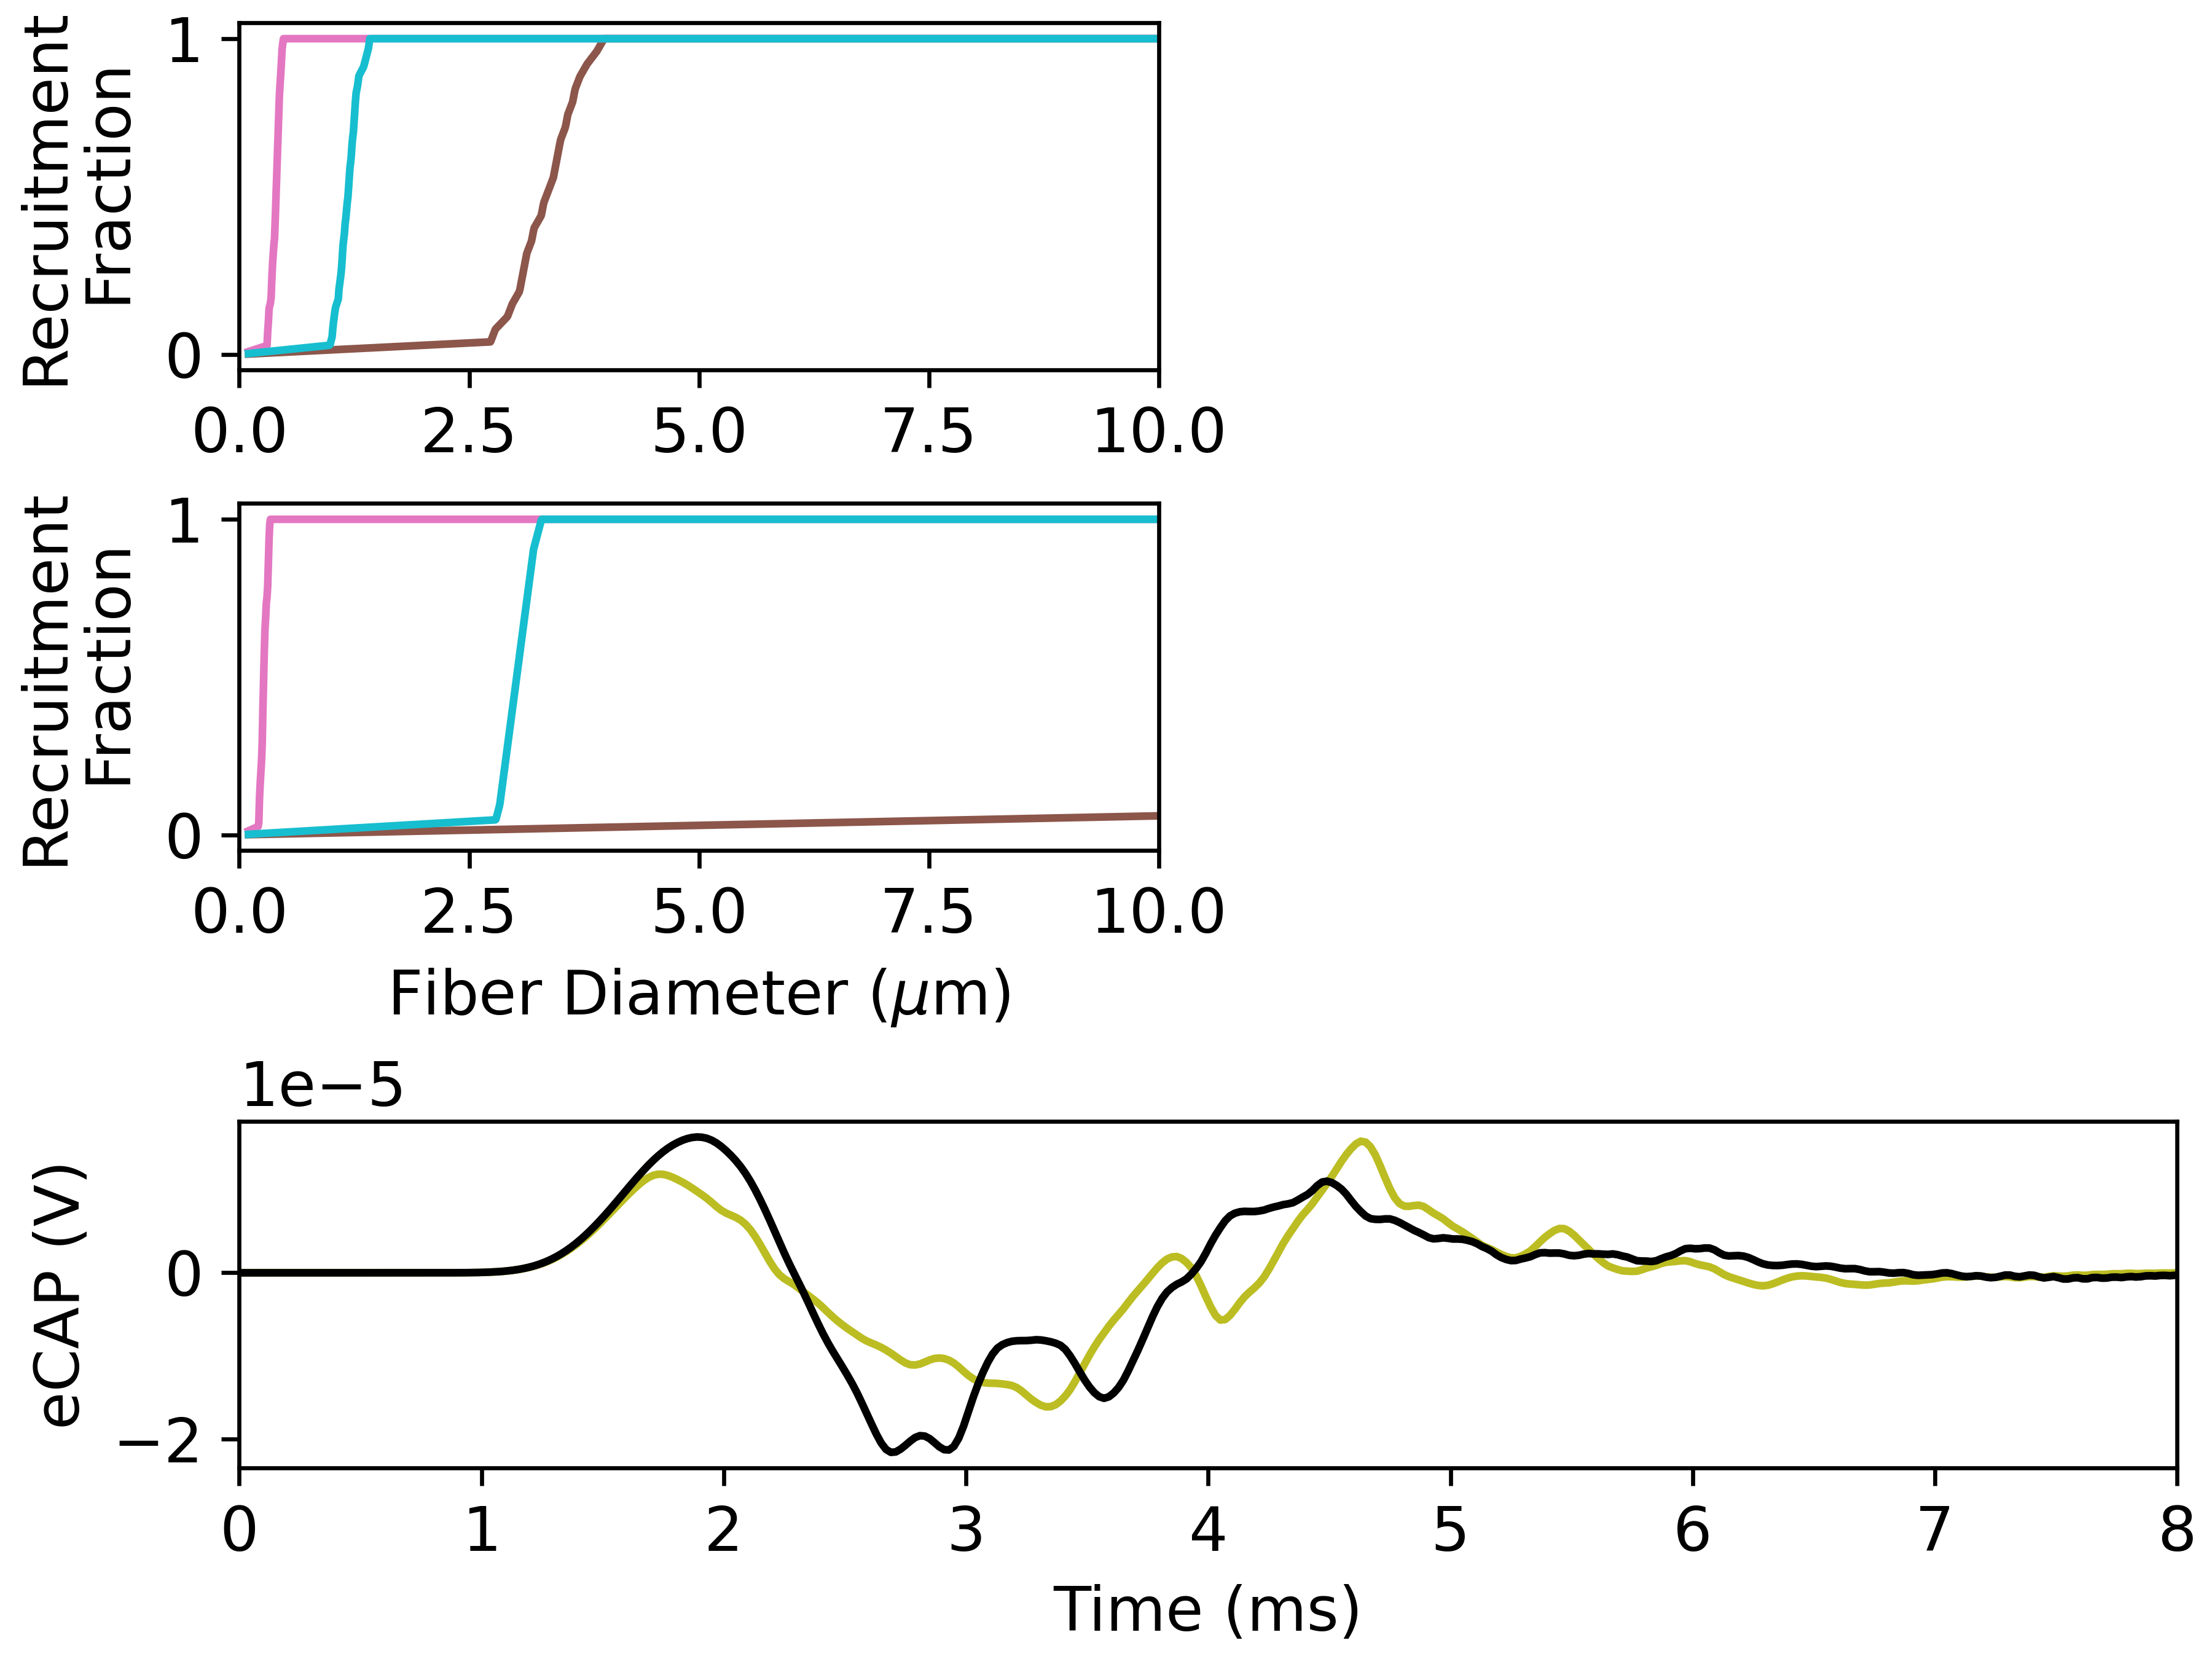 Recruitment
Fraction
1
0
0.0 2.5 5.0 7.5 10.0
Recruitment
Fraction
1
0
0.0 2.5 5.0 7.5 10.0
Fiber Diameter (μm)
1e−5
eCAP (V)
0
−2
0 1 2 3 4 5 6 7 8
Time (ms)